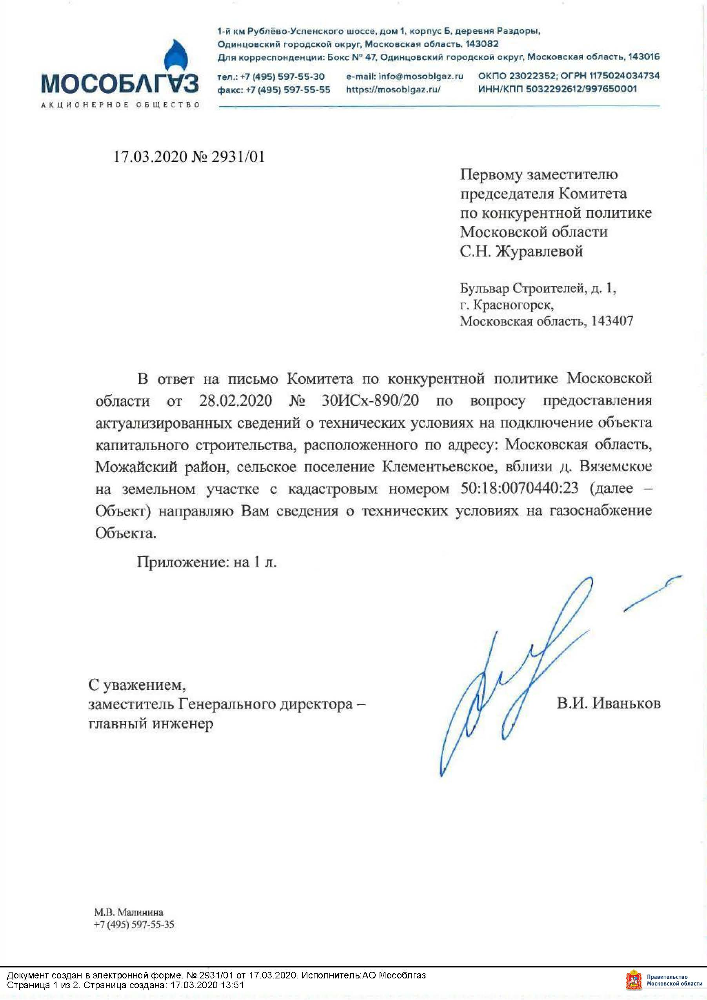 1-й км Рублёво-Успенского шоссе, дом 1, корпус Б, деревня Раздоры,
Одинцовский городской округ, Московская область, 143082
Для корреспонденции: Бокс № 47, Одинцовский городской округ, Московская область, 143016
тел.: +7 (495) 597-55-30 e-mail: info@mosoblgaz.ru ОКПО 23022352; ОГРН 1175024034734
факс: +7 (495) 597-55-55 https://mosoblgaz.ru/ ИНН/КПП 5032292612/997650001
МОСОБЛГАЗ
АКЦИОНЕРНОЕ ОБЩЕСТВО
17.03.2020 № 2931/01
Первому заместителю
председателя Комитета
по конкурентной политике
Московской области
С.Н. Журавлевой
Бульвар Строителей, д. 1,
г. Красногорск,
Московская область, 143407
В ответ на письмо Комитета по конкурентной политике Московской
области от 28.02.2020 № 30ИСх-890/20 по вопросу предоставления
актуализированных сведений о технических условиях на подключение объекта
капитального строительства, расположенного по адресу: Московская область,
Можайский район, сельское поселение Клементьевское, вблизи д. Вяземское
на земельном участке с кадастровым номером 50:18:0070440:23 (далее –
Объект) направляю Вам сведения о технических условиях на газоснабжение
Объекта.
Приложение: на 1 л.
С уважением,
заместитель Генерального директора –
главный инженер
В.И. Иваньков
М.В. Малинина
+7 (495) 597-55-35
Документ создан в электронной форме. № 2931/01 от 17.03.2020. Исполнитель:АО Мособлгаз
Страница 1 из 2. Страница создана: 17.03.2020 13:51
Правительство
Московской области